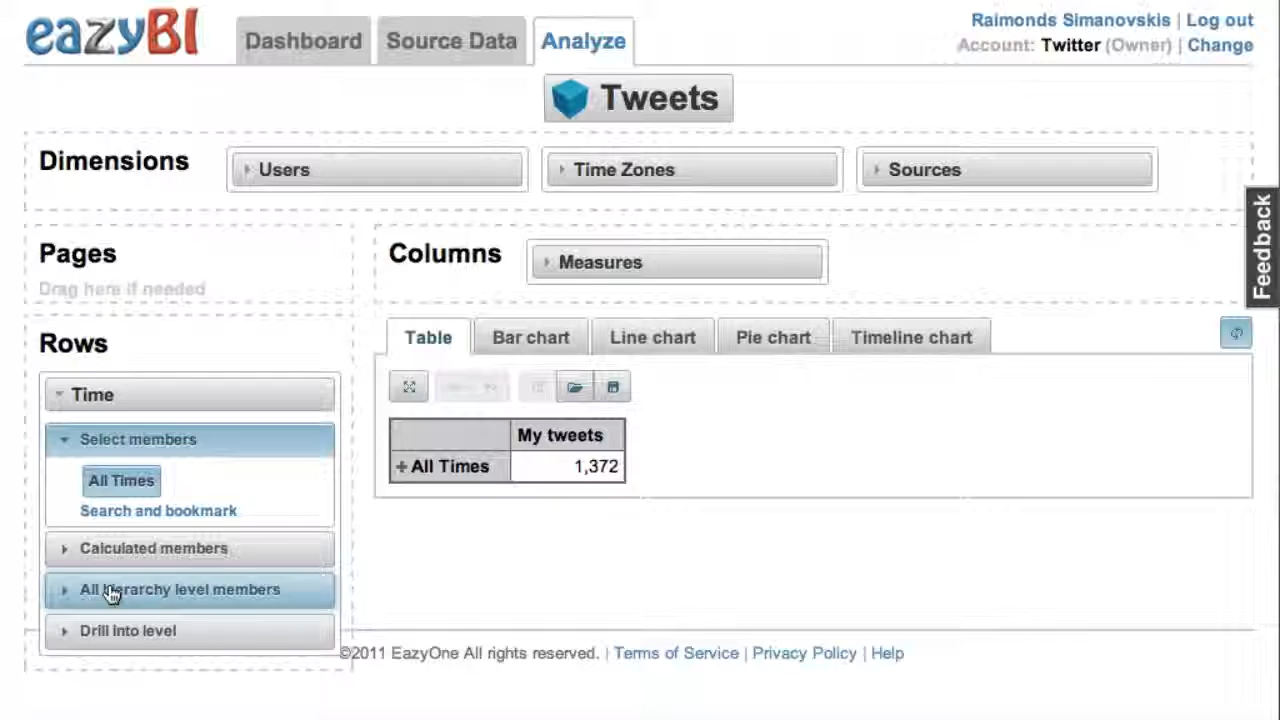 eazyBI
Dashboard
Source Data
Analyze
Raimonds Simanovskis | Log out
Account: Twitter (Owner) | Change
Tweets
Dimensions
Users
Time Zones
Sources
Feedback
Pages
Drag here if needed
Columns
Measures
Rows
Time
Select members
All Times
Search and bookmark
Calculated members
All hierarchy level members
Drill into level
Table
Bar chart
Line chart
Pie chart
Timeline chart
My tweets
+ All Times 1,372
©2011 EazyOne All rights reserved. | Terms of Service | Privacy Policy | Help